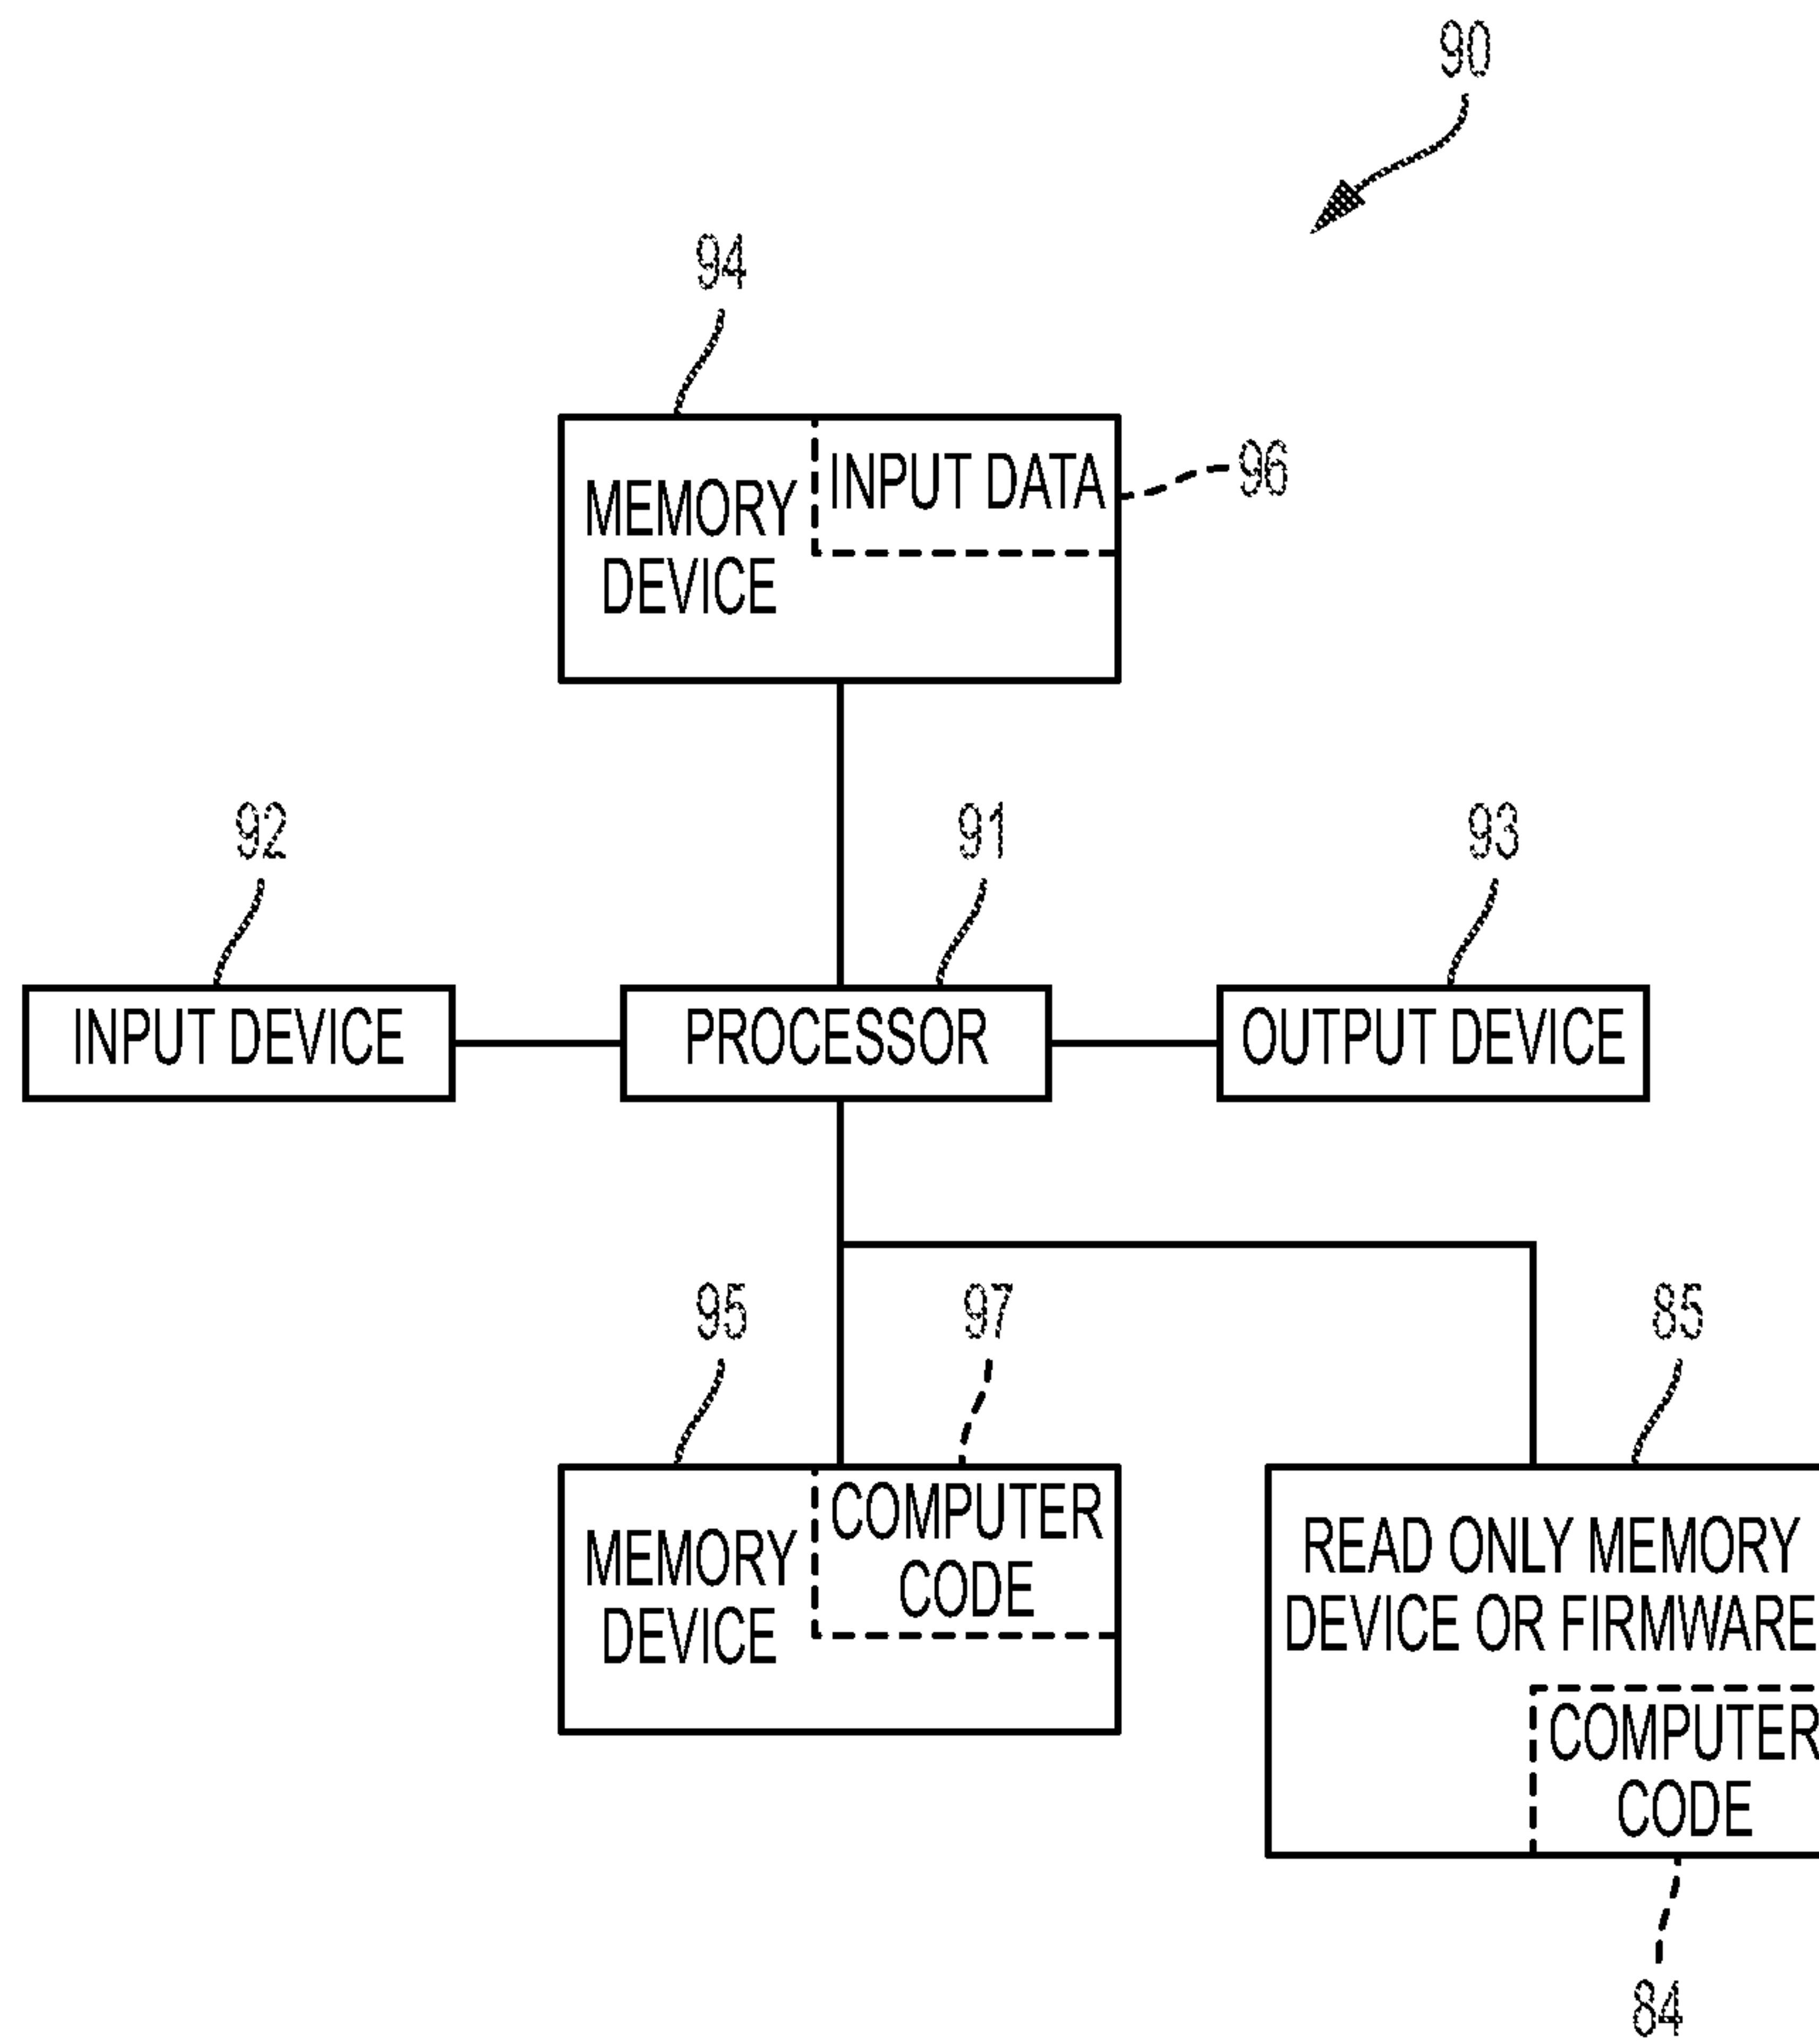 90
94
INPUT DATA
96
MEMORY
DEVICE
92
91
93
INPUT DEVICE
PROCESSOR
OUTPUT DEVICE
95
97
85
COMPUTER
CODE
MEMORY
DEVICE
READ ONLY MEMORY
DEVICE OR FIRMWARE
COMPUTER
CODE
84